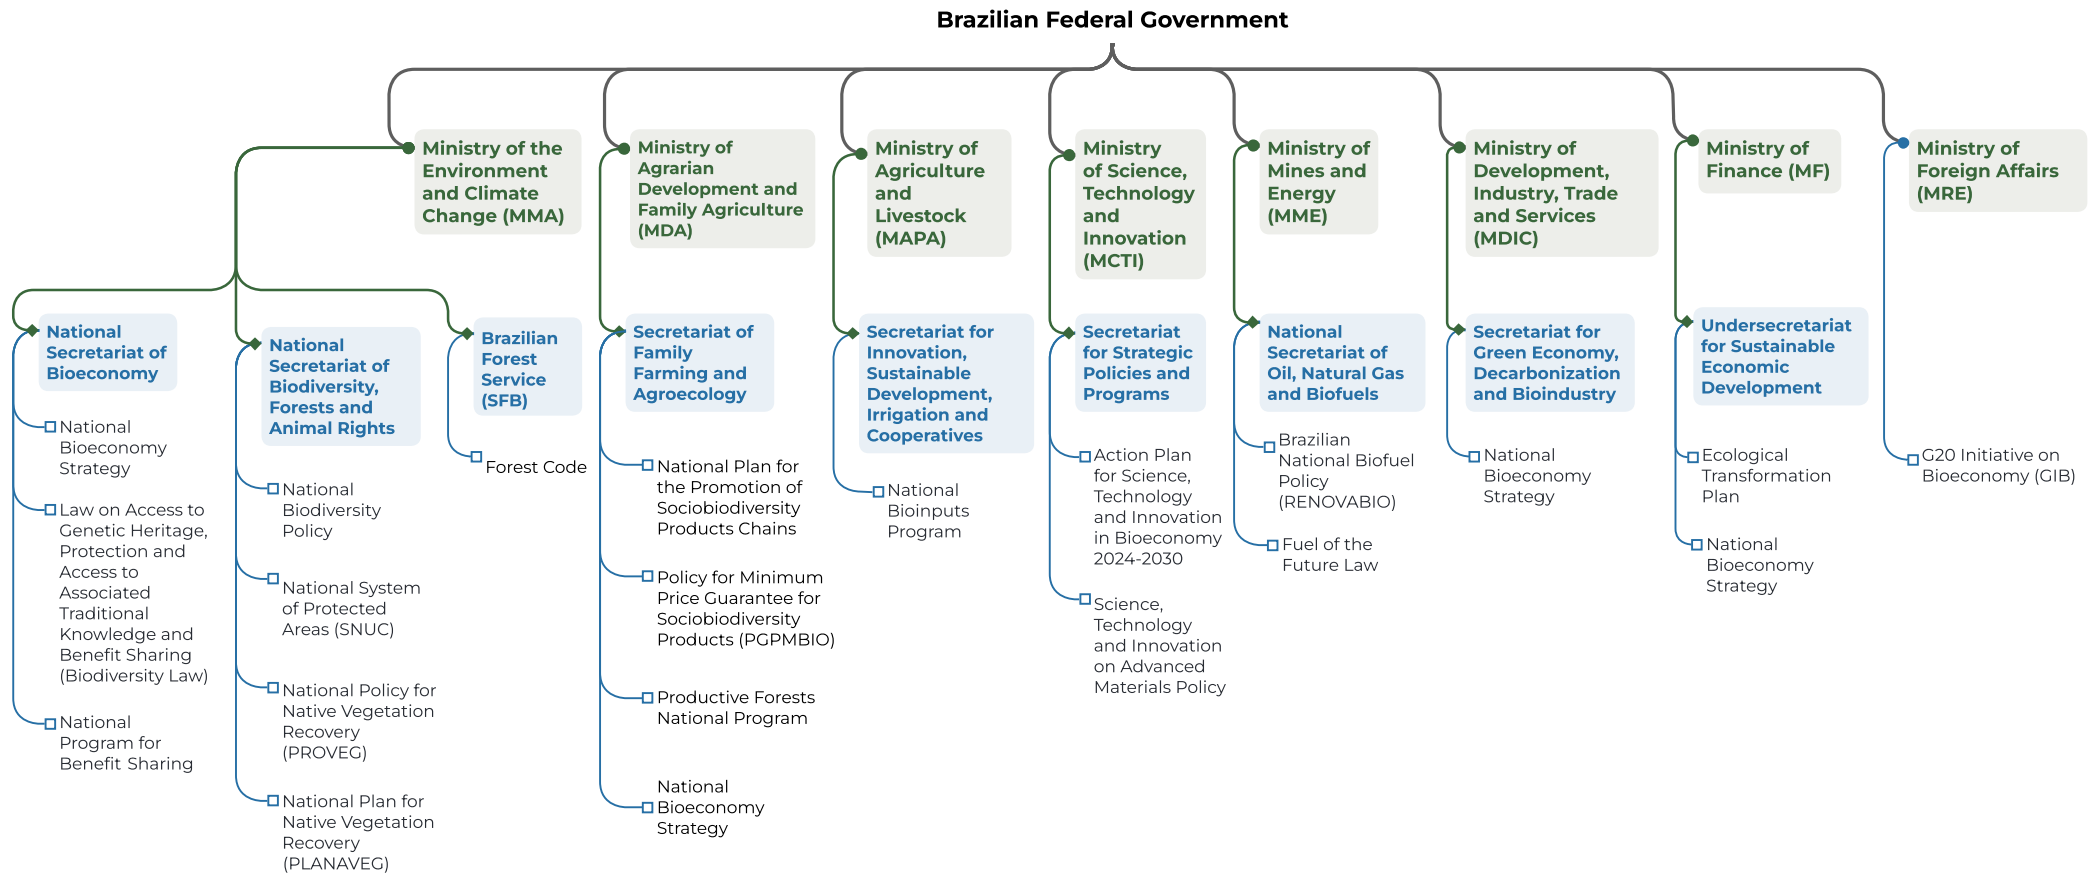 Brazilian Federal Government
Ministry of the
Environment
and Climate
Change (MMA)
Ministry of
Agrarian
Development and
Family Agriculture
(MDA)
Ministry of
Agriculture
and
Livestock
(MAPA)
Ministry
of Science,
Technology
and
Innovation
(MCTI)
Ministry of
Mines and
Energy
(MME)
Ministry of
Development,
Industry, Trade
and Services
(MDIC)
Ministry of
Finance (MF)
Ministry of
Foreign Affairs
(MRE)
National
Secretariat of
Bioeconomy
National
Secretariat of
Biodiversity,
Forests and
Animal Rights
Brazilian
Forest
Service
(SFB)
Secretariat of
Family
Farming and
Agroecology
Secretariat for
Innovation,
Sustainable
Development,
Irrigation and
Cooperatives
Secretariat
for Strategic
Policies and
Programs
National
Secretariat of
Oil, Natural Gas
and Biofuels
Secretariat for
Green Economy,
Decarbonization
and Bioindustry
Undersecretariat
for Sustainable
Economic
Development
National
Bioeconomy
Strategy
Law on Access to
Genetic Heritage,
Protection and
Access to
Associated
Traditional
Knowledge and
Benefit Sharing
(Biodiversity Law)
National
Program for
Benefit Sharing
National
Biodiversity
Policy
National System
of Protected
Areas (SNUC)
National Policy for
Native Vegetation
Recovery
(PROVEG)
National Plan for
Native Vegetation
Recovery
(PLANAVEG)
Forest Code
National Plan for
the Promotion of
Sociobiodiversity
Products Chains
Policy for Minimum
Price Guarantee for
Sociobiodiversity
Products (PGPMBIO)
Productive Forests
National Program
National
Bioeconomy
Strategy
National
Bioinputs
Program
Action Plan
for Science,
Technology
and Innovation
in Bioeconomy
2024-2030
Science,
Technology
and Innovation
on Advanced
Materials Policy
Brazilian
National Biofuel
Policy
(RENOVABIO)
Fuel of the
Future Law
National
Bioeconomy
Strategy
Ecological
Transformation
Plan
National
Bioeconomy
Strategy
G20 Initiative on
Bioeconomy (GIB)